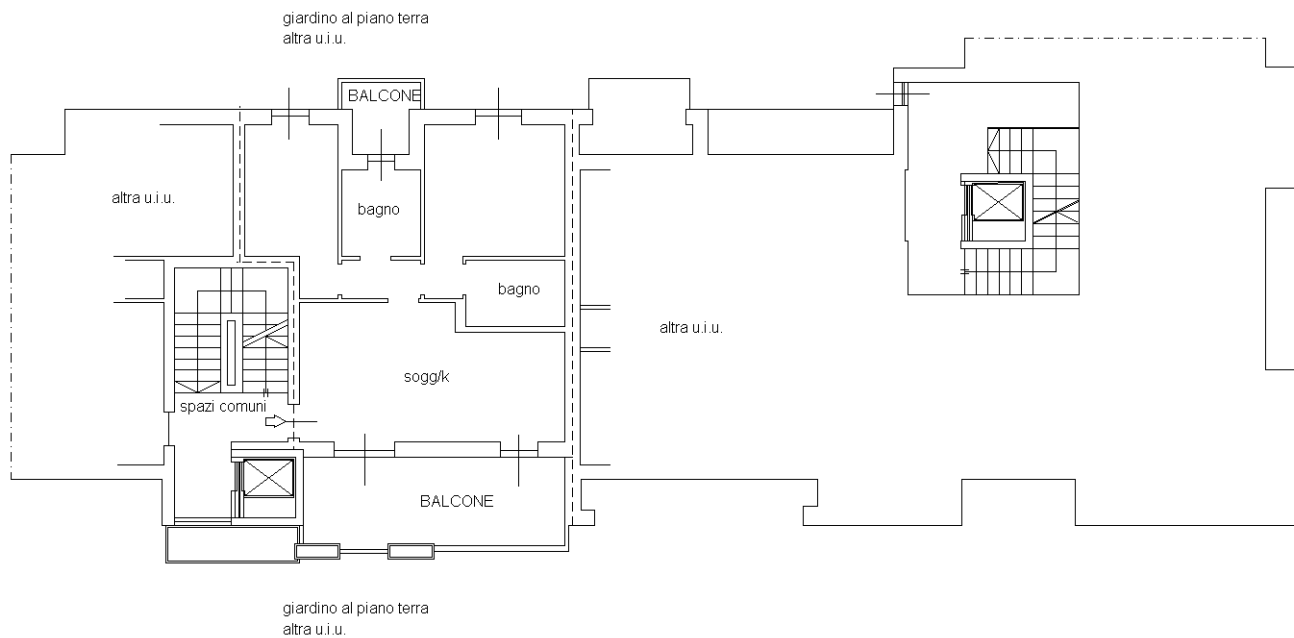 giardino al piano terra
altra u.i.u.
BALCONE
altra u.i.u.
bagno
bagno
altra u.i.u.
sogg/k
spazi comuni
BALCONE
giardino al piano terra
altra u.i.u.